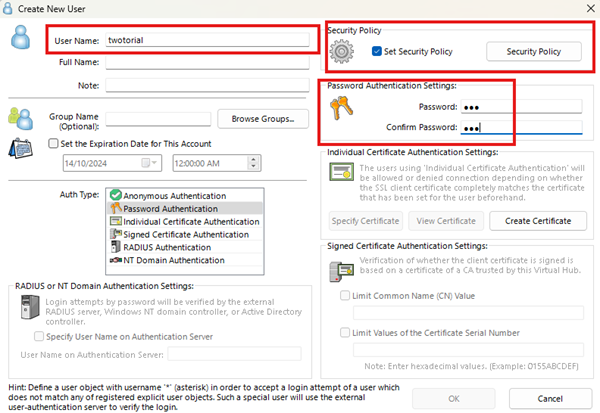 Create New User
User Name: twotorial
Full Name:
Note:
Group Name
(Optional):
Browse Groups...
Set the Expiration Date for This Account
14/10/2024
12:00:00 AM
Auth Type:
Anonymous Authentication
Password Authentication
Individual Certificate Authentication
Signed Certificate Authentication
RADIUS Authentication
NT Domain Authentication
RADIUS or NT Domain Authentication Settings:
Login attempts by password will be verified by the external
RADIUS server, Windows NT domain controller, or Active Directory
controller.
Specify User Name on Authentication Server
User Name on Authentication Server:
Hint: Define a user object with username '*' (asterisk) in order to accept a login attempt of a user which
does not match any of registered explicit user objects. Such a special user will use the external
user-authentication server to verify the login.
Security Policy
Set Security Policy
Security Policy
Password Authentication Settings:
Password: ●●●
Confirm Password: ●●●
Individual Certificate Authentication Settings:
The users using 'Individual Certificate Authentication' will
be allowed or denied connection depending on whether
the SSL client certificate completely matches the certificate
that has been set for the user beforehand.
Specify Certificate
View Certificate
Create Certificate
Signed Certificate Authentication Settings:
Verification of whether the client certificate is signed is
based on a certificate of a CA trusted by this Virtual Hub.
Limit Common Name (CN) Value
Limit Values of the Certificate Serial Number
Note: Enter hexadecimal values. (Example: 0155ABCDEF)
OK
Cancel